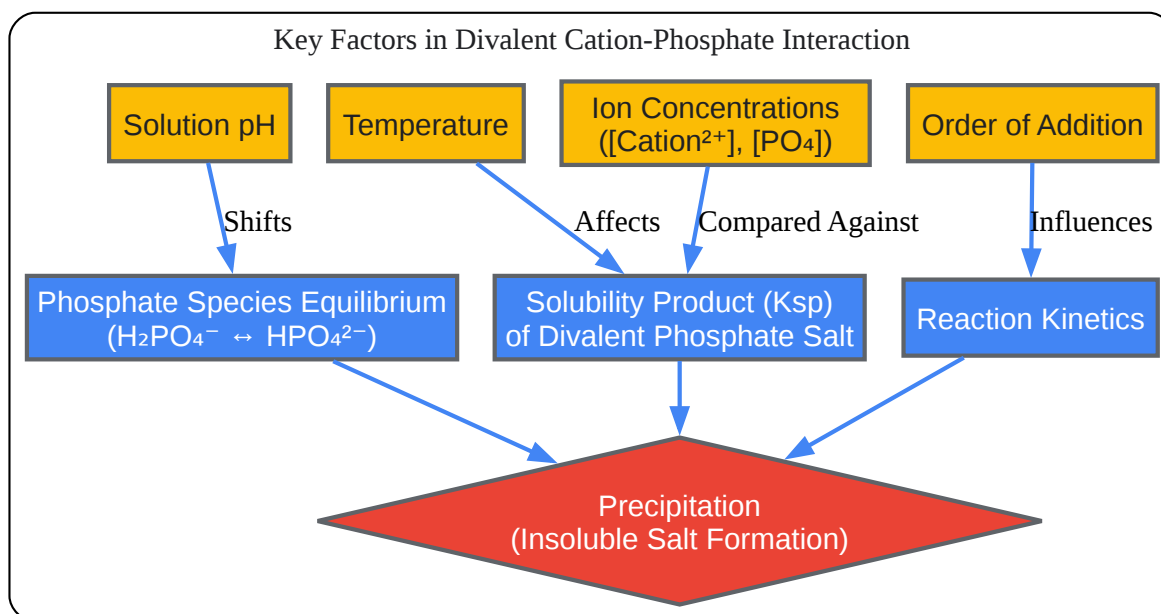 Key Factors in Divalent Cation-Phosphate Interaction
Solution pH
Temperature
Ion Concentrations
([Cation²⁺], [PO₄])
Order of Addition
Shifts
Affects
Compared Against
Influences
Phosphate Species Equilibrium
(H₂PO₄⁻ ↔ HPO₄²⁻)
Solubility Product (Ksp)
of Divalent Phosphate Salt
Reaction Kinetics
Precipitation
(Insoluble Salt Formation)